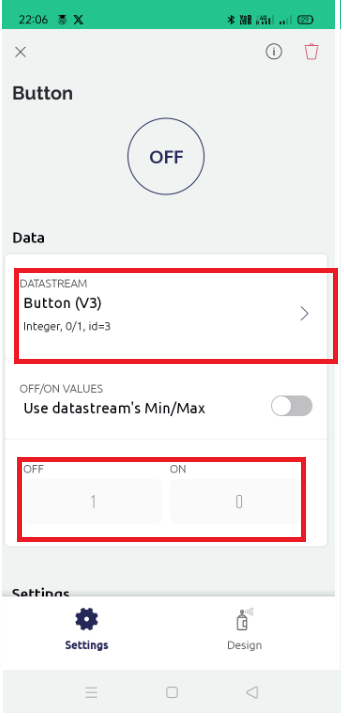 22:06
Button
OFF
Data
DATASTREAM
Button (V3)
Integer, 0/1, id=3
OFF/ON VALUES
Use datastream's Min/Max
OFF ON
1 0
Settings
Settings Design